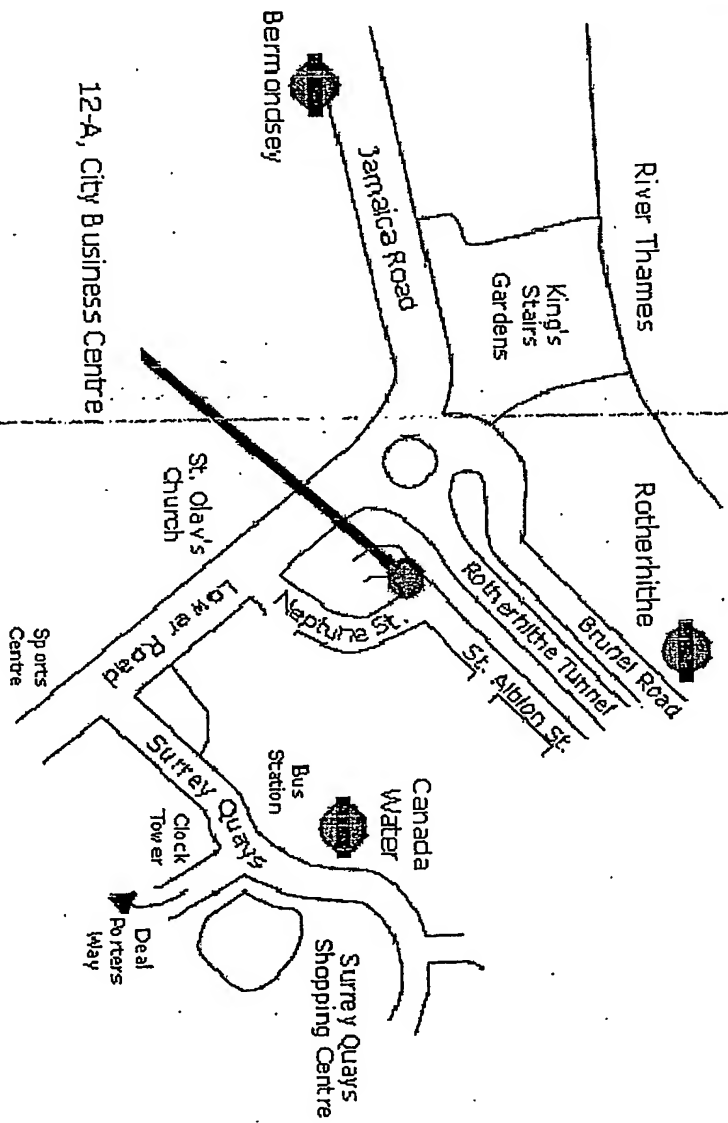 River Thames
Rotherhithe
King's
Stairs
Gardens
Brunel Road
Rotherhithe Tunnel
St. Albion St.
Jamaica Road
Bermondsey
Neptune St.
Canada
Water
Bus
Station
Surrey Quays
Shopping Centre
St. Olay's
Church
Lower Road
Surrey Quays
Clock
Tower
Deal
Porters
Way
Sports
Centre
12-A, City Business Centre